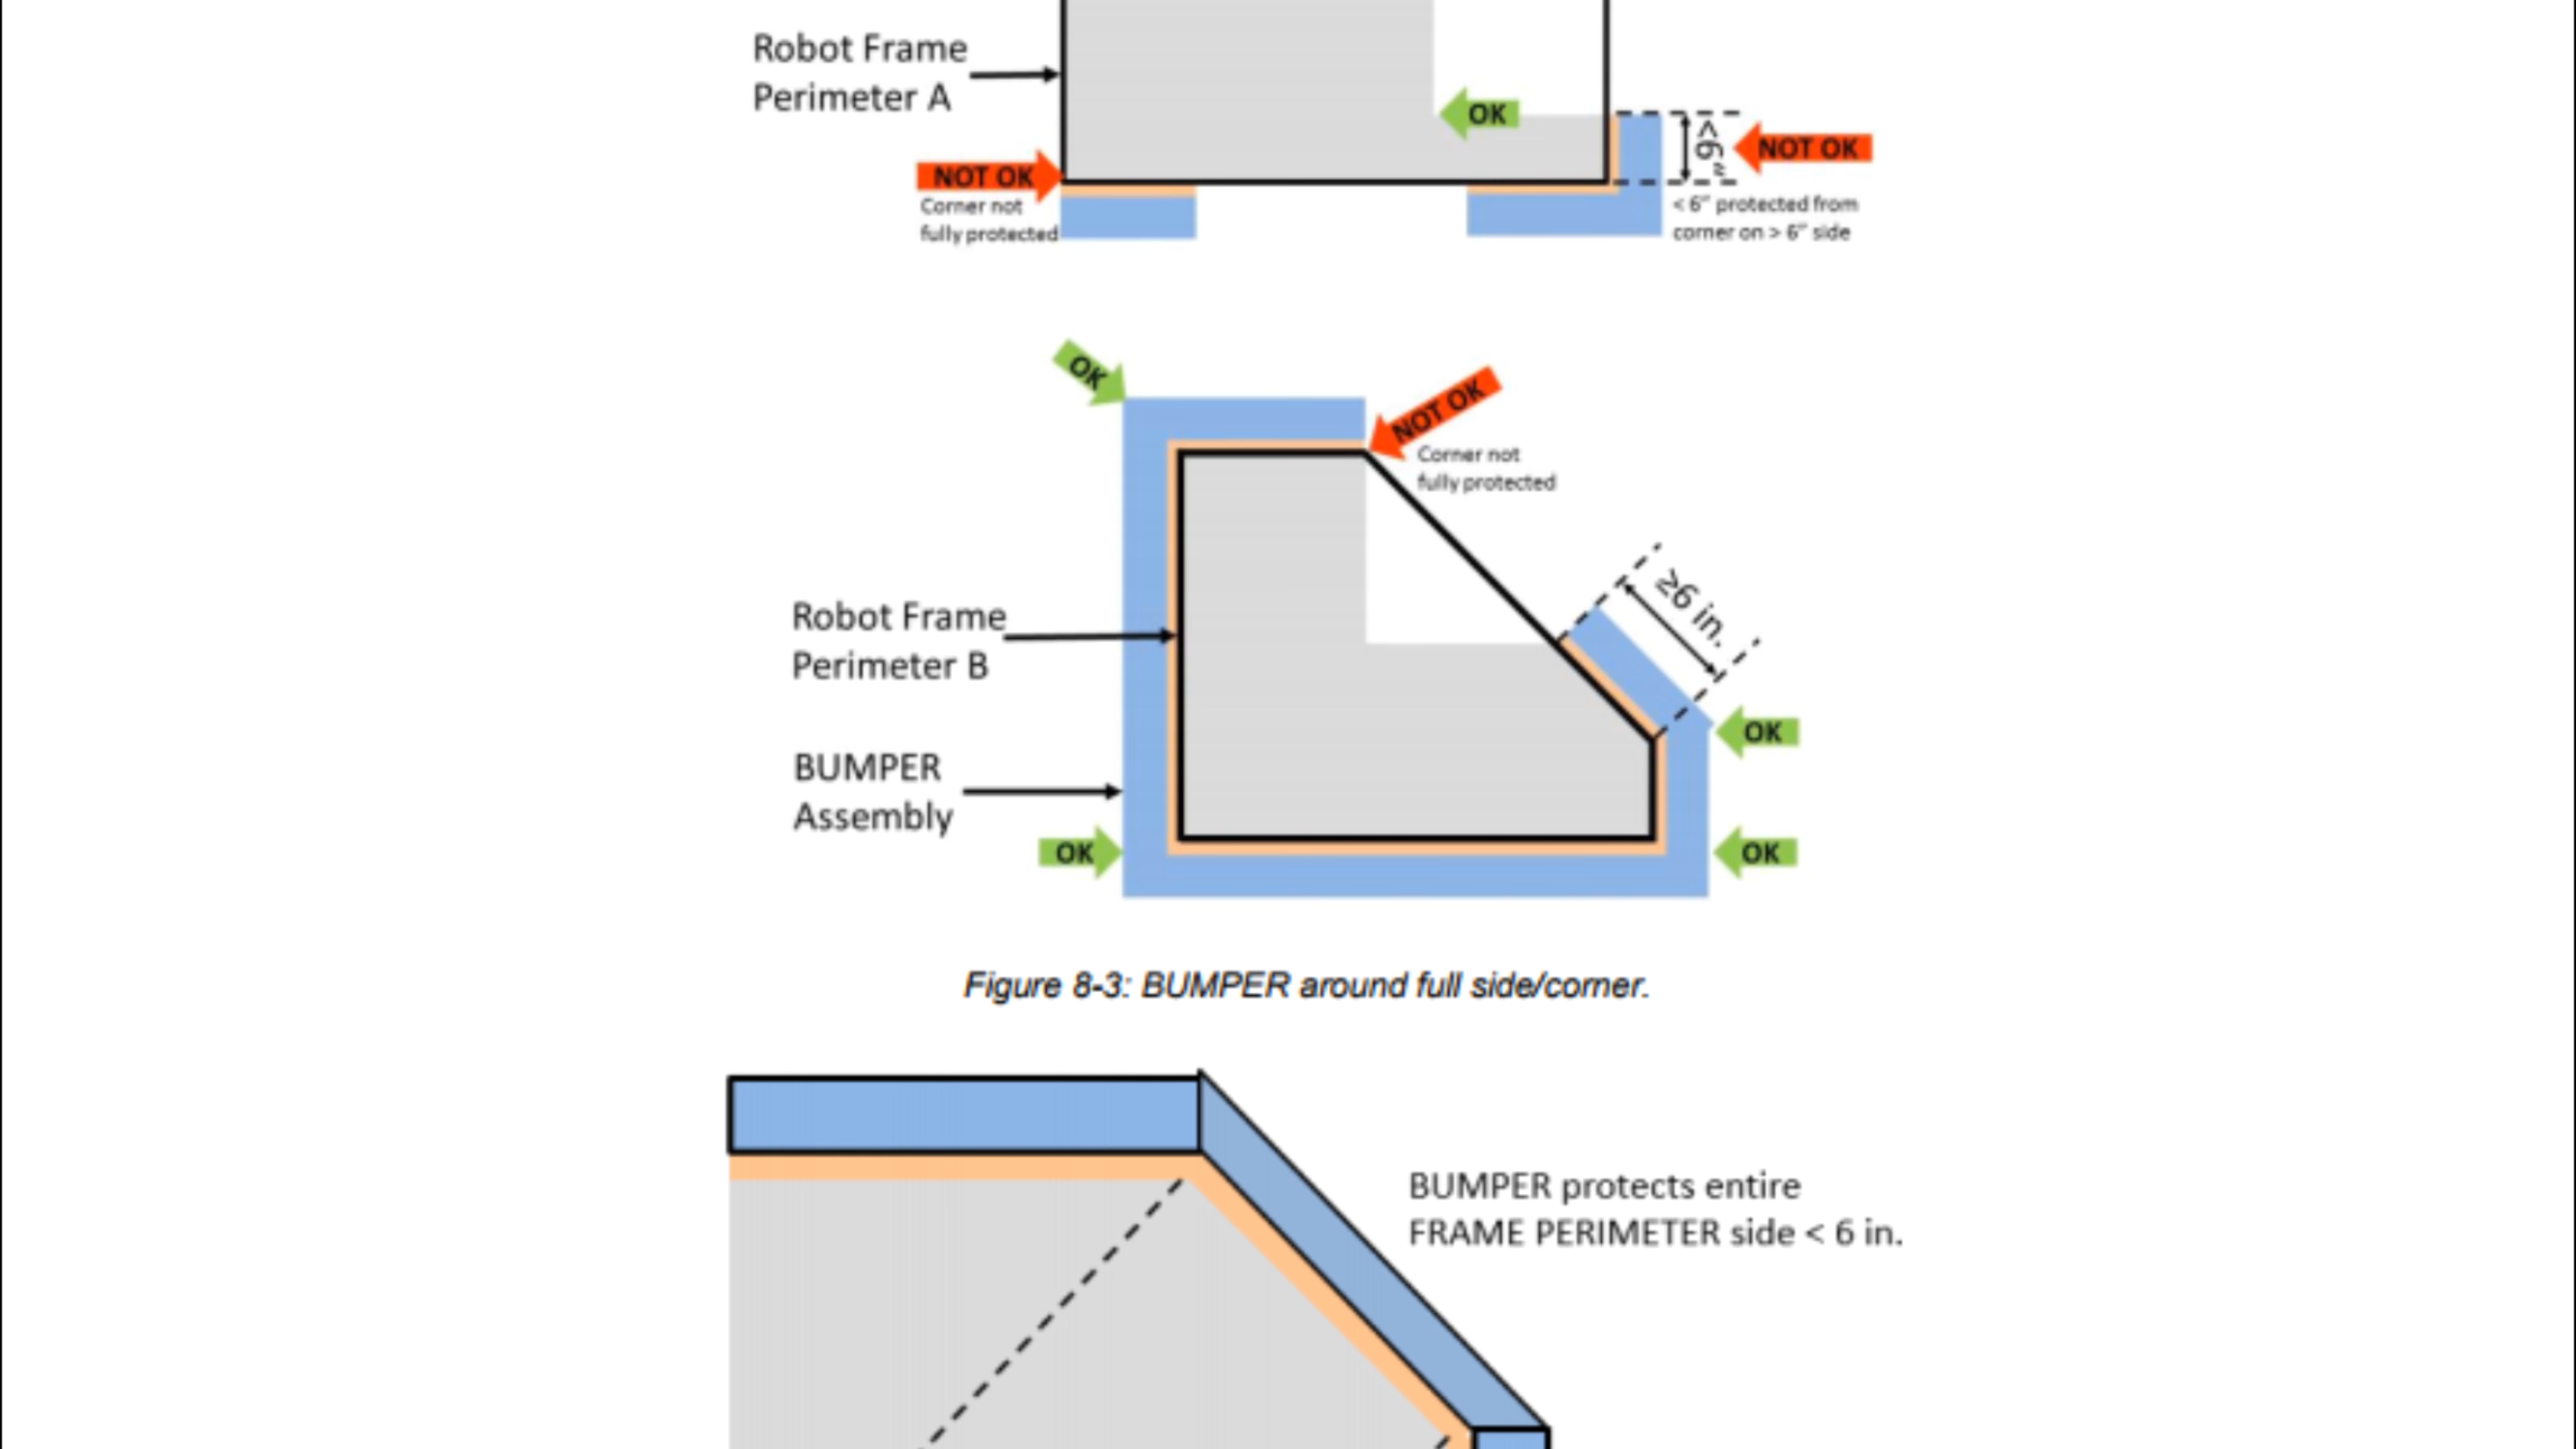 Robot Frame
Perimeter A
OK
<6"
NOT OK
NOT OK
Corner not
fully protected
< 6" protected from
corner on > 6" side
OK
NOT OK
Corner not
fully protected
≥6 in.
Robot Frame
Perimeter B
OK
BUMPER
Assembly
OK
OK
Figure 8-3: BUMPER around full side/corner.
BUMPER protects entire
FRAME PERIMETER side < 6 in.